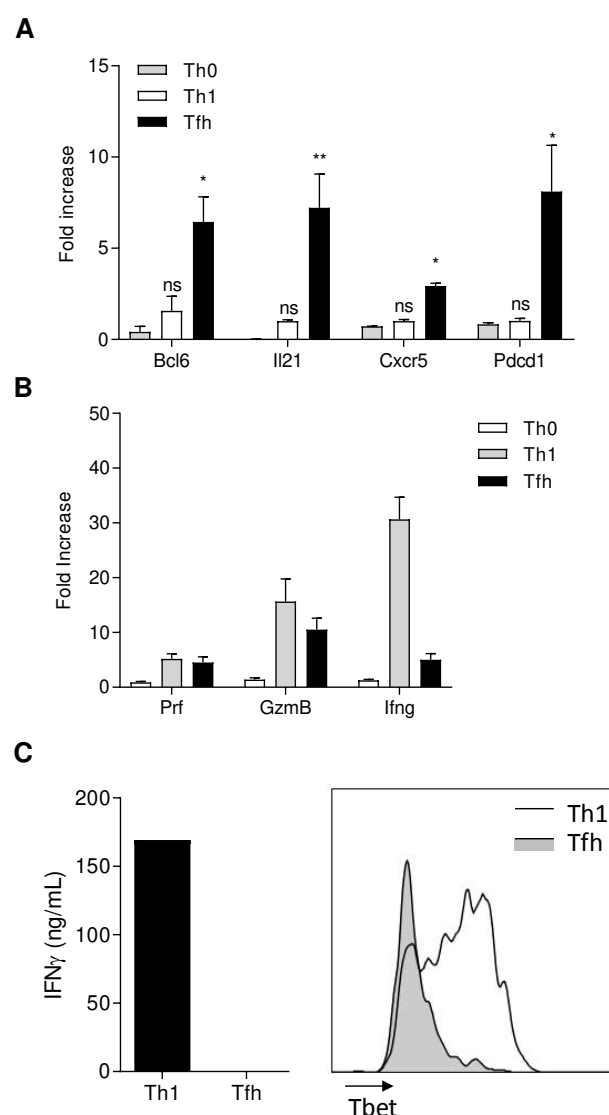 A
15
10
5
0
Fold increase
Th0
Th1
Tfh
*
**
*
*
ns
ns
ns
ns
Bcl6
Il21
Cxcr5
Pdcd1
B
50
40
30
20
10
0
Fold Increase
Th0
Th1
Tfh
Prf
GzmB
Ifng
C
200
150
100
50
0
IFNγ (ng/mL)
Th1
Tfh
Th1
Tfh
Tbet